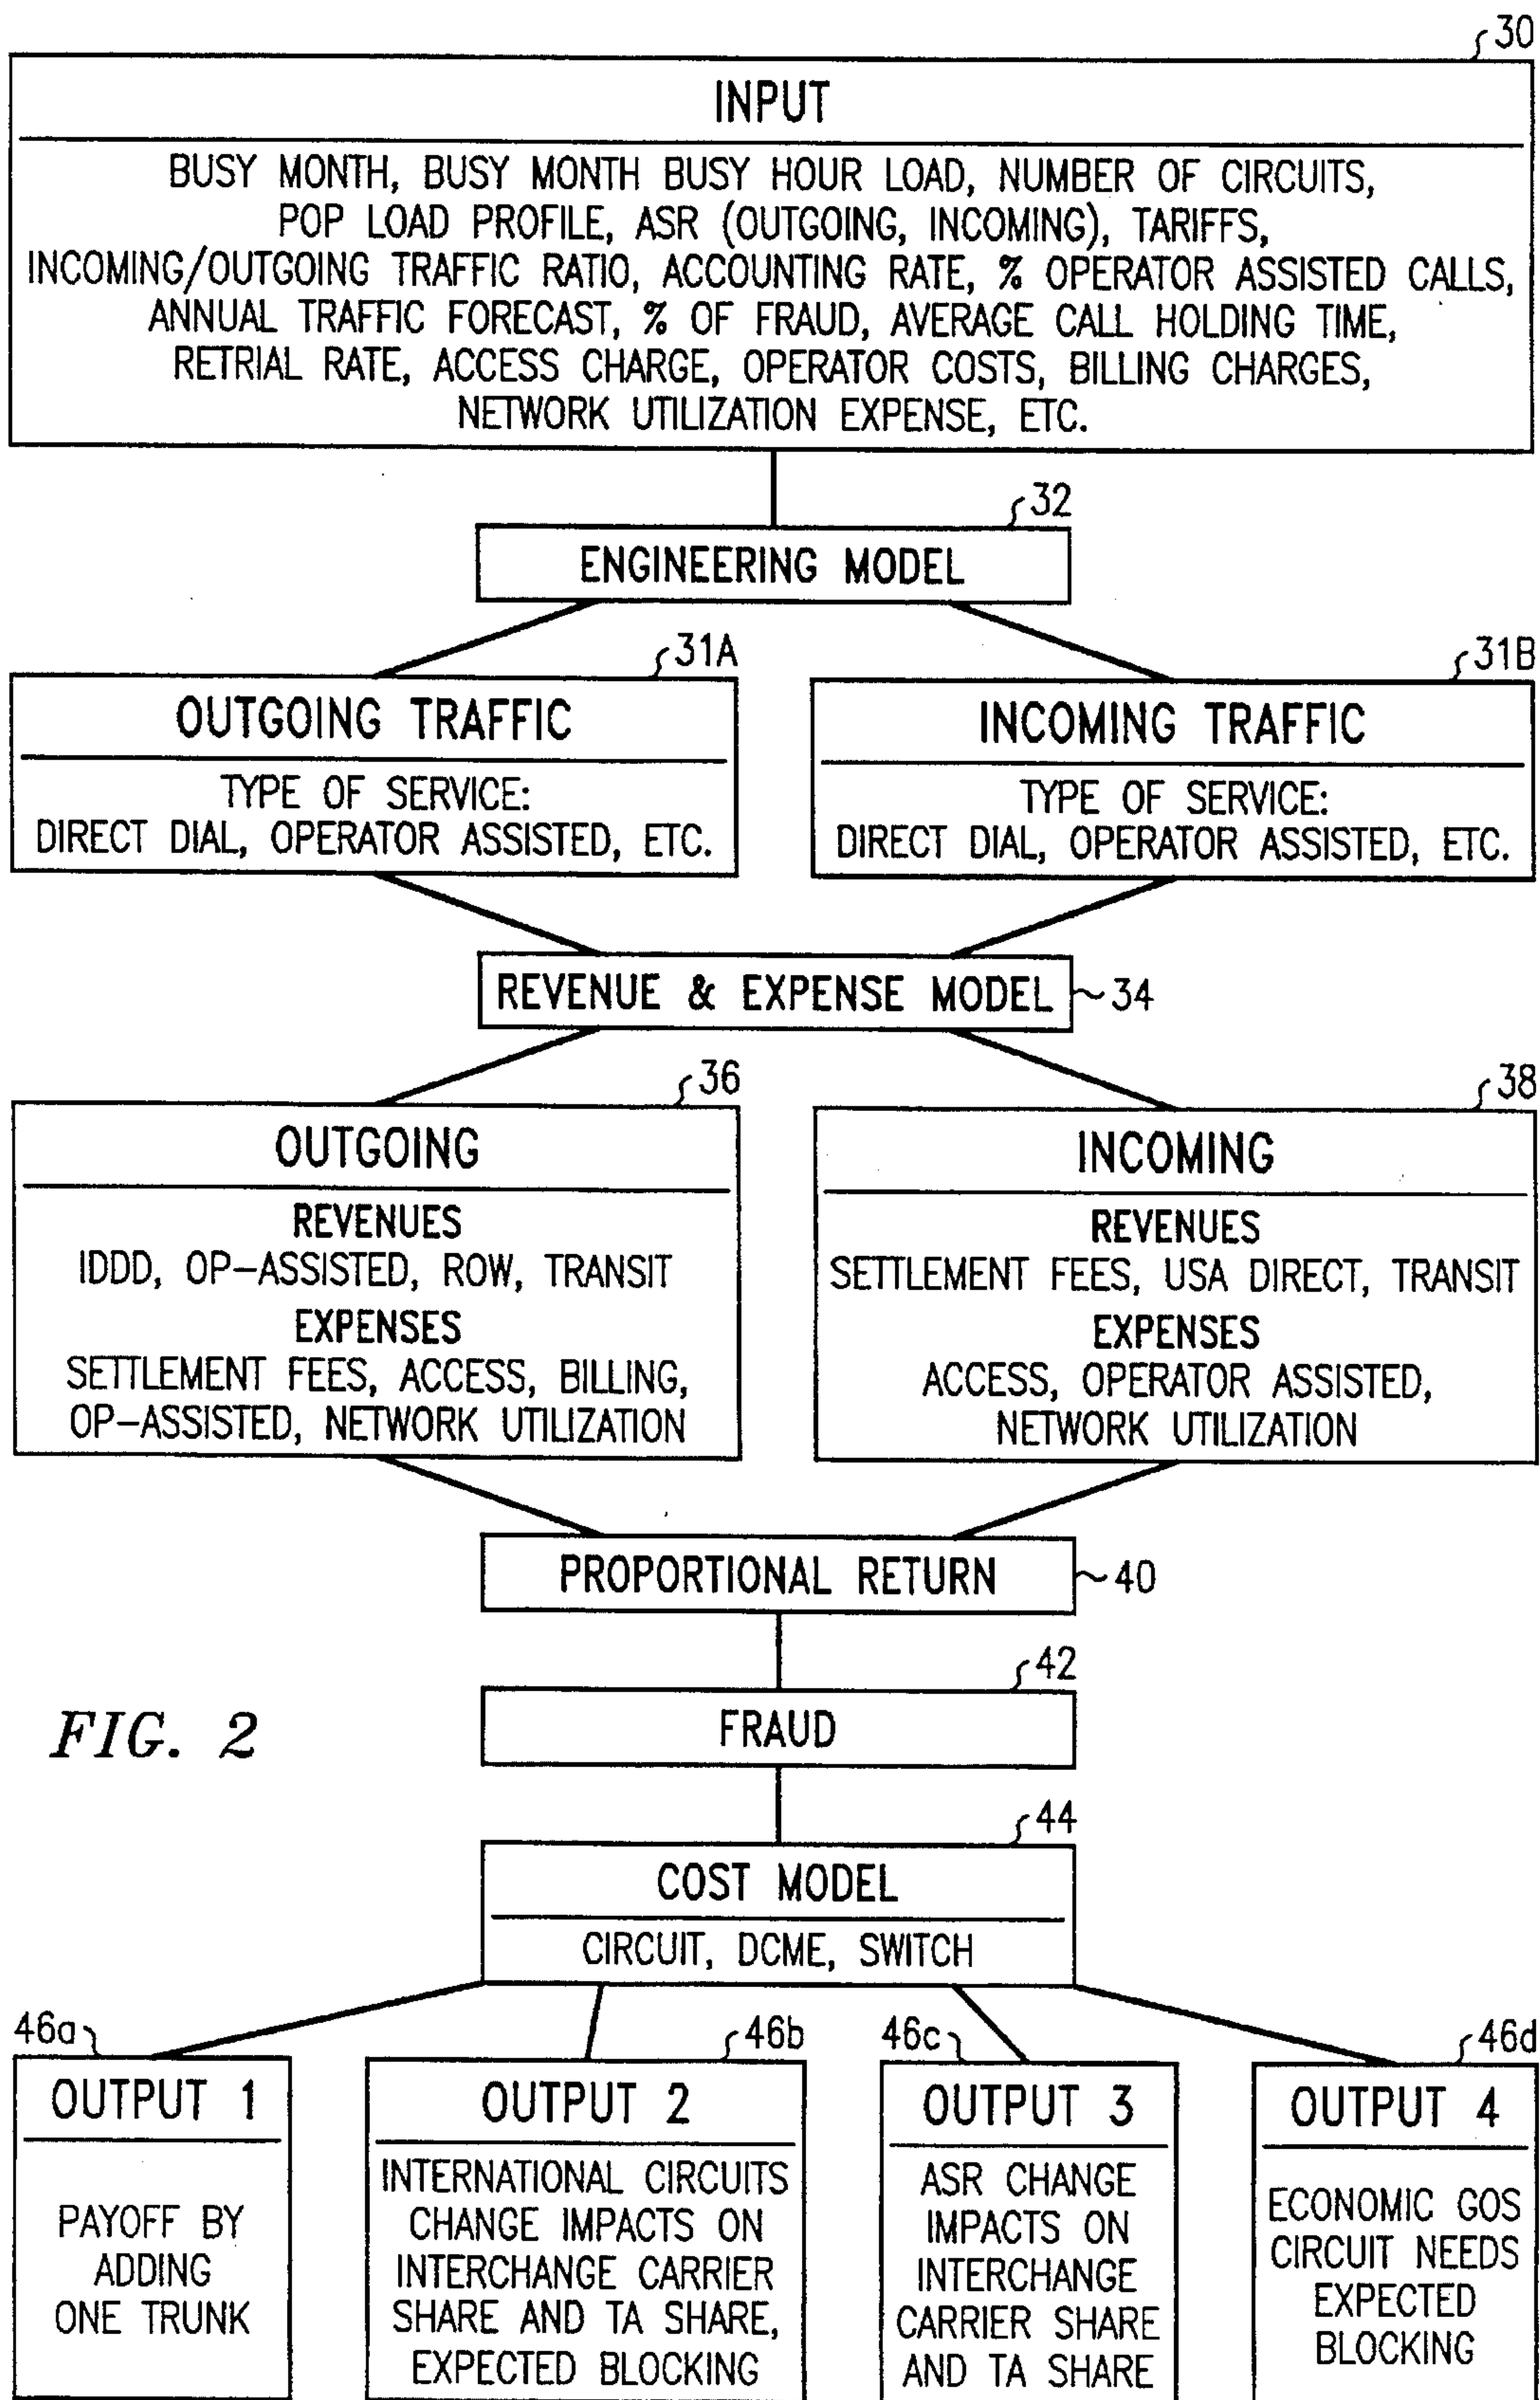 30
INPUT
BUSY MONTH, BUSY MONTH BUSY HOUR LOAD, NUMBER OF CIRCUITS,
POP LOAD PROFILE, ASR (OUTGOING, INCOMING), TARIFFS,
INCOMING/OUTGOING TRAFFIC RATIO, ACCOUNTING RATE, % OPERATOR ASSISTED CALLS,
ANNUAL TRAFFIC FORECAST, % OF FRAUD, AVERAGE CALL HOLDING TIME,
RETRIAL RATE, ACCESS CHARGE, OPERATOR COSTS, BILLING CHARGES,
NETWORK UTILIZATION EXPENSE, ETC.
32
ENGINEERING MODEL
31A
OUTGOING TRAFFIC
TYPE OF SERVICE:
DIRECT DIAL, OPERATOR ASSISTED, ETC.
31B
INCOMING TRAFFIC
TYPE OF SERVICE:
DIRECT DIAL, OPERATOR ASSISTED, ETC.
REVENUE & EXPENSE MODEL
34
36
OUTGOING
REVENUES
IDDD, OP-ASSISTED, ROW, TRANSIT
EXPENSES
SETTLEMENT FEES, ACCESS, BILLING,
OP-ASSISTED, NETWORK UTILIZATION
38
INCOMING
REVENUES
SETTLEMENT FEES, USA DIRECT, TRANSIT
EXPENSES
ACCESS, OPERATOR ASSISTED,
NETWORK UTILIZATION
PROPORTIONAL RETURN
40
42
FRAUD
FIG. 2
44
COST MODEL
CIRCUIT, DCME, SWITCH
46a
OUTPUT 1
PAYOFF BY
ADDING
ONE TRUNK
46b
OUTPUT 2
INTERNATIONAL CIRCUITS
CHANGE IMPACTS ON
INTERCHANGE CARRIER
SHARE AND TA SHARE,
EXPECTED BLOCKING
46c
OUTPUT 3
ASR CHANGE
IMPACTS ON
INTERCHANGE
CARRIER SHARE
AND TA SHARE
46d
OUTPUT 4
ECONOMIC GOS
CIRCUIT NEEDS
EXPECTED
BLOCKING